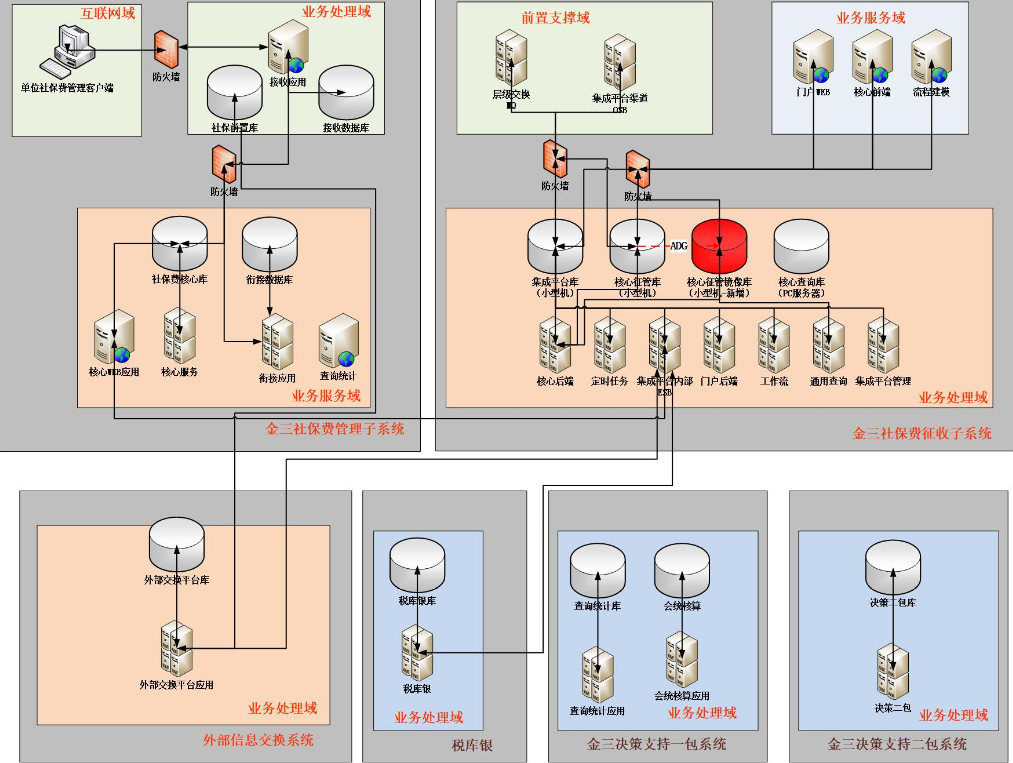 互联网域
单位社保费管理客户端
防火墙
业务处理域
接收应用
社保前置库
接收数据库
防火墙
社保费核心库
衔接数据库
核心WEB应用
核心服务
衔接应用
查询统计
业务服务域
金三社保费管理子系统
前置支撑域
层级交换
MQ
集成平台渠道
OSB
业务服务域
门户WEB
核心前端
流程建模
防火墙
防火墙
集成平台库
(小型机)
核心征管库
(小型机)
ADG
核心征管镜像库
(小型机-新增)
核心查询库
(PC服务器)
核心后端
定时任务
集成平台内部
ESB
门户后端
工作流
通用查询
集成平台管理
业务处理域
金三社保费征收子系统
外部交换平台库
外部交换平台应用
业务处理域
外部信息交换系统
税库银库
税库银
业务处理域
税库银
查询统计库
会统核算
查询统计应用
会统核算应用
业务处理域
金三决策支持一包系统
决策二包库
决策二包
业务处理域
金三决策支持二包系统